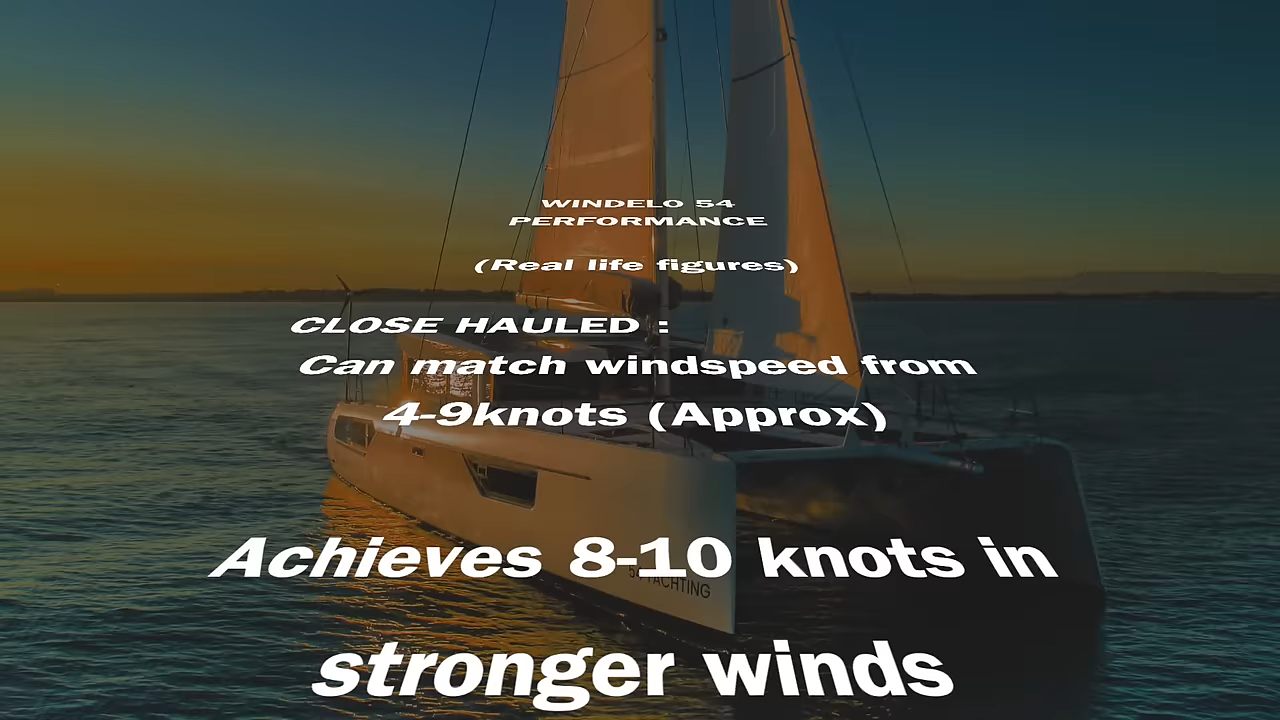 WINDELO 54
PERFORMANCE
(Real life figures)
CLOSE HAULED :
Can match windspeed from
4-9knots (Approx)
Achieves 8-10 knots in
YACHTING
stronger winds